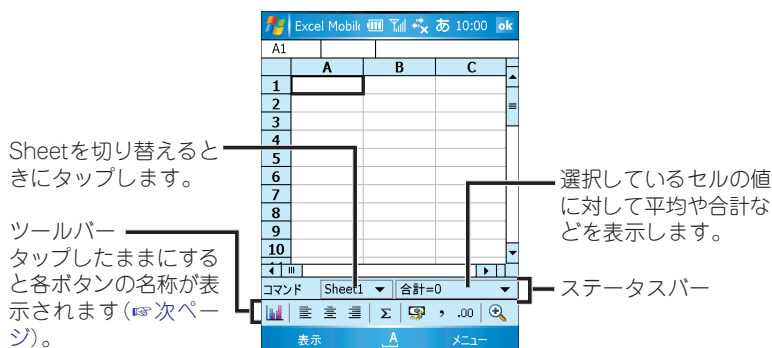 Excel Mobile あ 10:00 ok
A1
A B C
1
2
3
4
5
6
7
8
9
10
11
コマンド Sheet1 合計=0
Σ , .00
表示 A メニュー
Sheetを切り替えると
きにタップします。
ツールバー
タップしたままにする
と各ボタンの名称が表
示されます(☞次ペー
ジ)。
選択しているセルの値
に対して平均や合計な
どを表示します。
ステータスバー